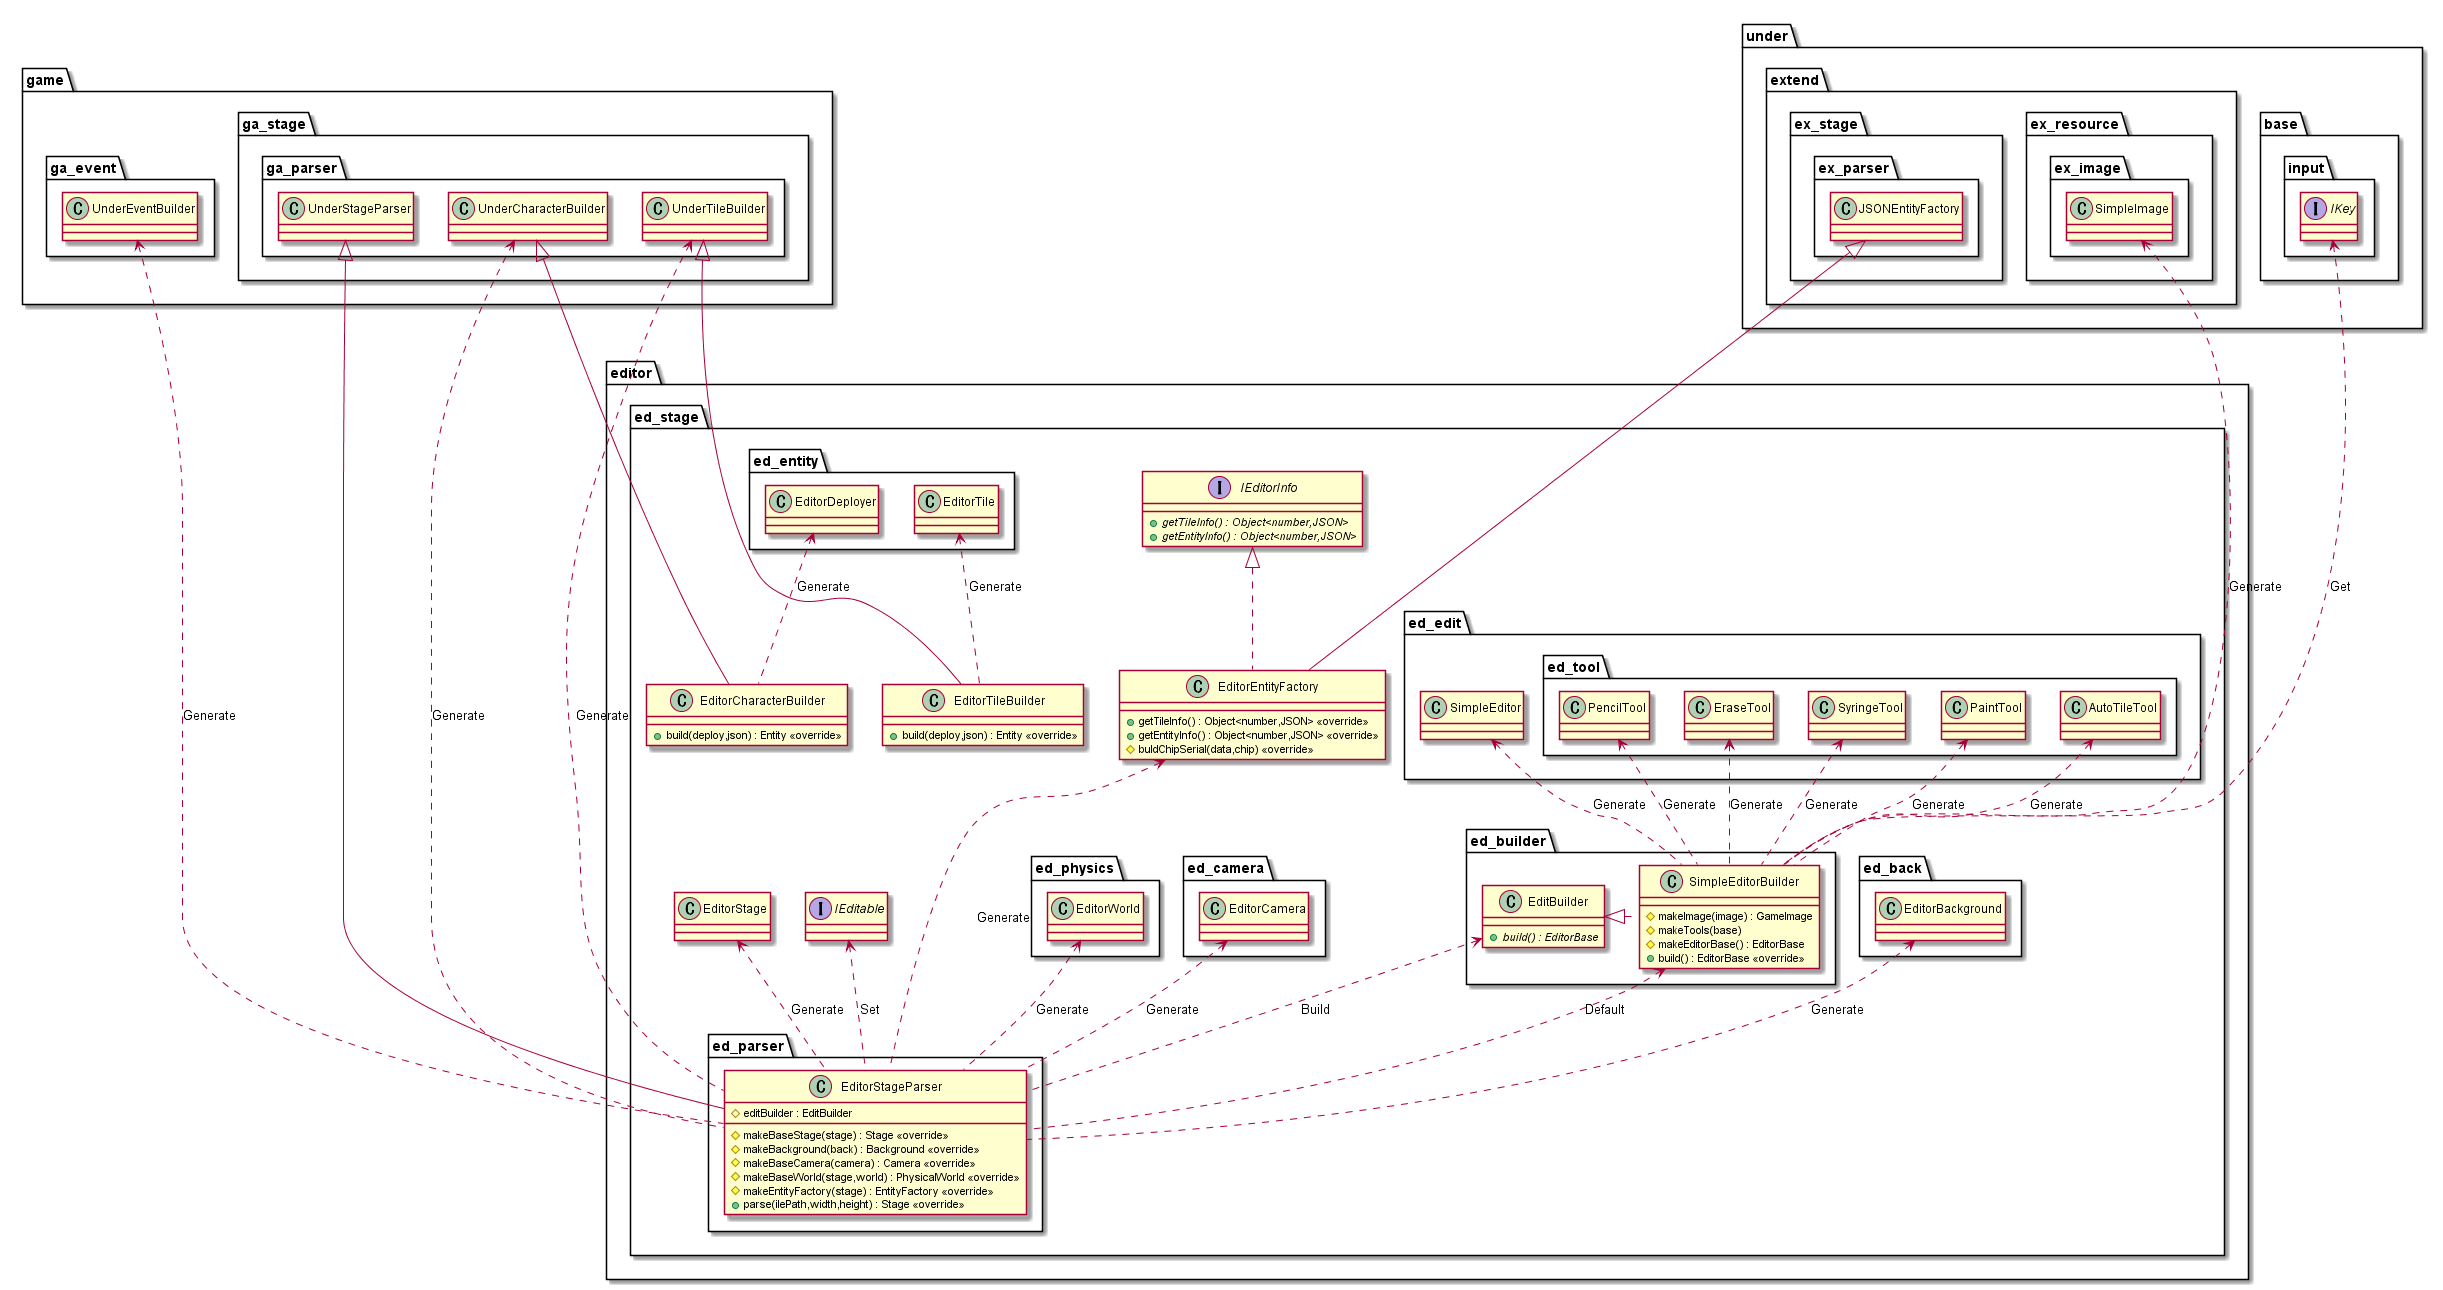 under
game
extend
ga_stage
ex_stage
ex_resource
base
ga_event
ga_parser
ex_parser
ex_image
input
C UnderEventBuilder
C UnderStageParser
C UnderCharacterBuilder
C UnderTileBuilder
C JSONEntityFactory
C SimpleImage
I IKey
editor
ed_stage
ed_entity
C EditorDeployer
C EditorTile
I IEditorInfo
getTileInfo() : Object<number,JSON>
getEntityInfo() : Object<number,JSON>
Generate
Generate
Generate
Get
ed_edit
ed_tool
C EditorCharacterBuilder
build(deploy,json) : Entity «override»
C EditorTileBuilder
build(deploy,json) : Entity «override»
C EditorEntityFactory
getTileInfo() : Object<number,JSON> «override»
getEntityInfo() : Object<number,JSON> «override»
buldChipSerial(data,chip) «override»
C SimpleEditor
C PencilTool
C EraseTool
C SyringeTool
C PaintTool
C AutoTileTool
Generate
Generate
Generate
Generate
Generate
Generate
Generate
Generate
Generate
ed_builder
ed_physics
ed_camera
ed_back
C EditorStage
I IEditable
Generate
C EditorWorld
C EditorCamera
C EditBuilder
build() : EditorBase
C SimpleEditorBuilder
makeImage(image) : GameImage
makeTools(base)
makeEditorBase() : EditorBase
build() : EditorBase «override»
C EditorBackground
Generate
Set
Generate
Generate
Build
Default
Generate
ed_parser
C EditorStageParser
editBuilder : EditBuilder
makeBaseStage(stage) : Stage «override»
makeBackground(back) : Background «override»
makeBaseCamera(camera) : Camera «override»
makeBaseWorld(stage,world) : PhysicalWorld «override»
makeEntityFactory(stage) : EntityFactory «override»
parse(ilePath,width,height) : Stage «override»